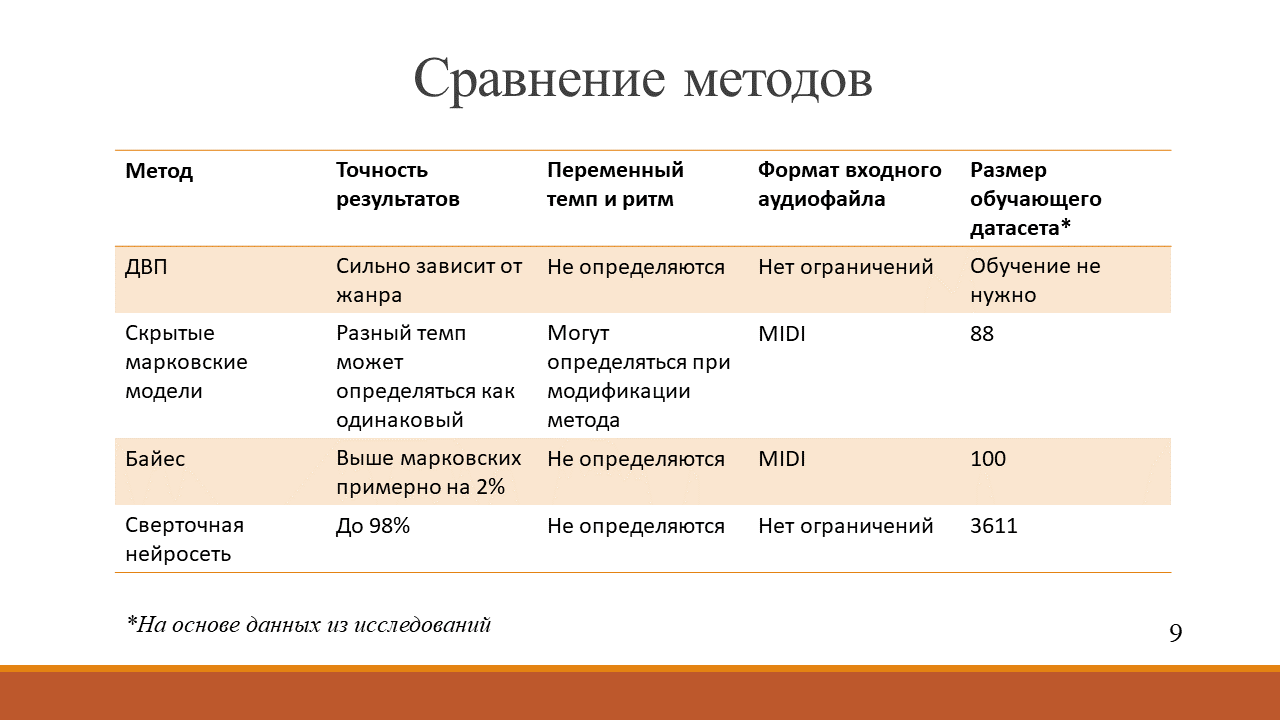 Сравнение методов
Метод
Точность
результатов
Переменный
темп и ритм
Формат входного
аудиофайла
Размер
обучающего
датасета*
ДВП
Сильно зависит от
жанра
Не определяются
Нет ограничений
Обучение не
нужно
Скрытые
марковские
модели
Разный темп
может
определяться как
одинаковый
Могут
определяться при
модификации
метода
MIDI
88
Байес
Выше марковских
примерно на 2%
Не определяются
MIDI
100
Сверточная
нейросеть
До 98%
Не определяются
Нет ограничений
3611
*На основе данных из исследований
9